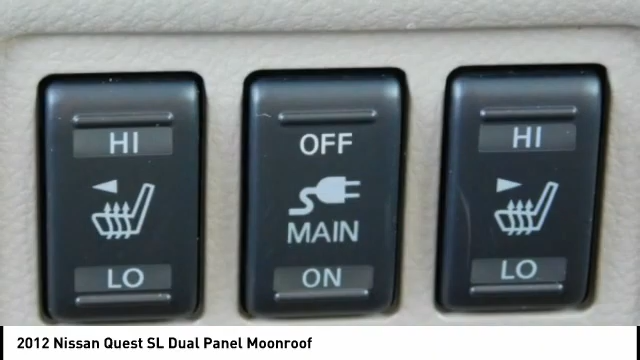 HI
LO
OFF
MAIN
ON
HI
LO
2012 Nissan Quest SL Dual Panel Moonroof